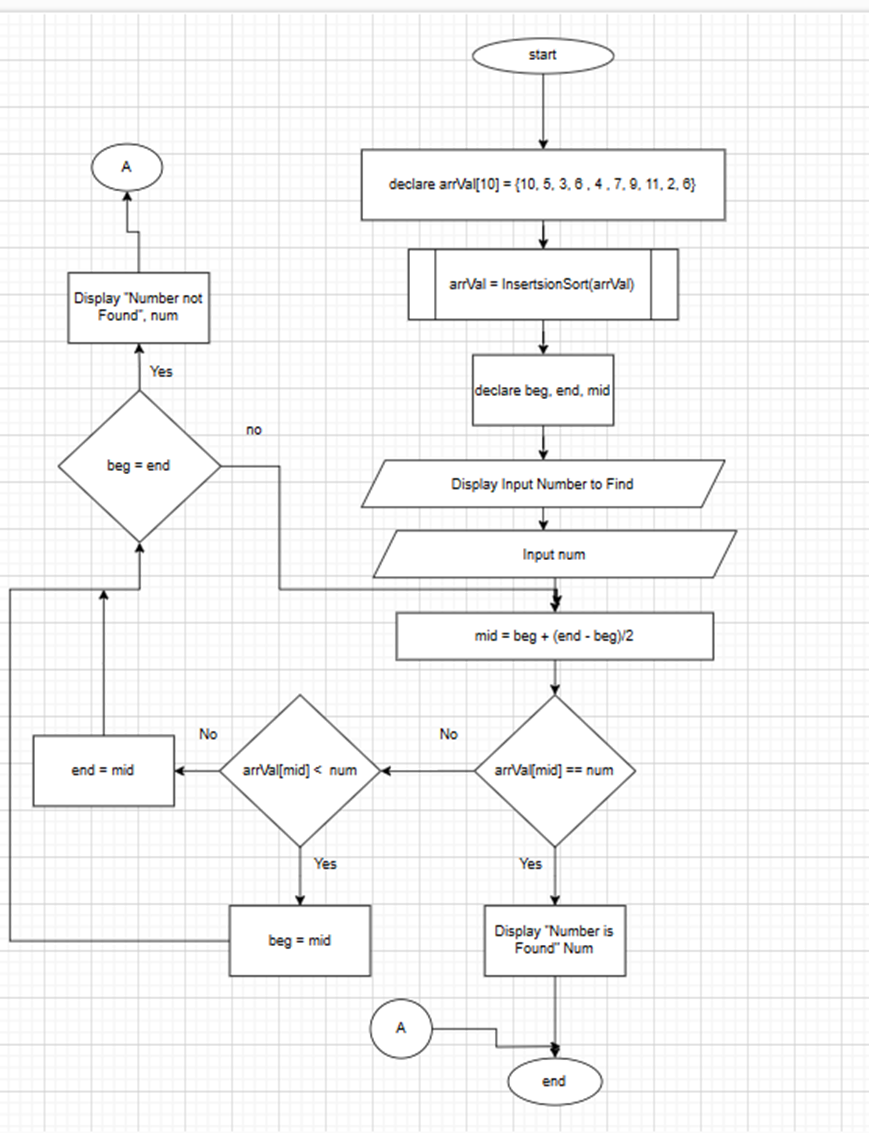 start
A
declare arrVal[10] = {10, 5, 3, 6 , 4 , 7, 9, 11, 2, 6}
arrVal = InsertsionSort(arrVal)
Display "Number not
Found", num
Yes
declare beg, end, mid
no
beg = end
Display Input Number to Find
Input num
mid = beg + (end - beg)/2
No
No
end = mid
arrVal[mid] < num
arrVal[mid] == num
Yes
Yes
beg = mid
Display "Number is
Found" Num
A
end